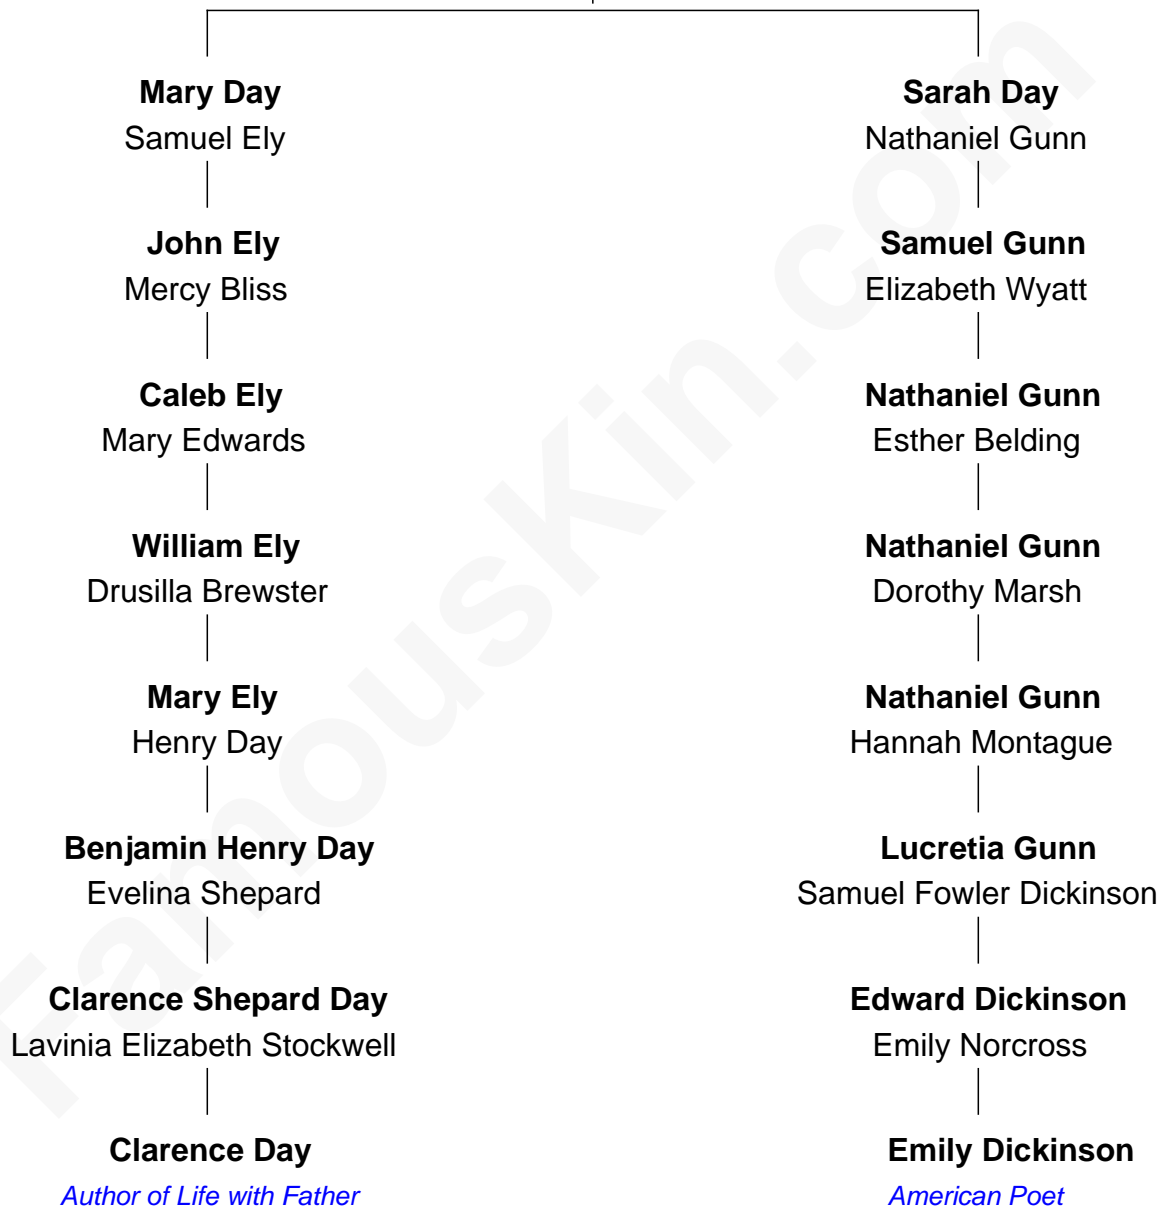 Mary Day
Samuel Ely
John Ely
Mercy Bliss
Caleb Ely
Mary Edwards
William Ely
Drusilla Brewster
Mary Ely
Henry Day
Benjamin Henry Day
Evelina Shepard
Clarence Shepard Day
Lavinia Elizabeth Stockwell
Clarence Day
Author of Life with Father
Sarah Day
Nathaniel Gunn
Samuel Gunn
Elizabeth Wyatt
Nathaniel Gunn
Esther Belding
Nathaniel Gunn
Dorothy Marsh
Nathaniel Gunn
Hannah Montague
Lucretia Gunn
Samuel Fowler Dickinson
Edward Dickinson
Emily Norcross
Emily Dickinson
American Poet
FamousKin.com